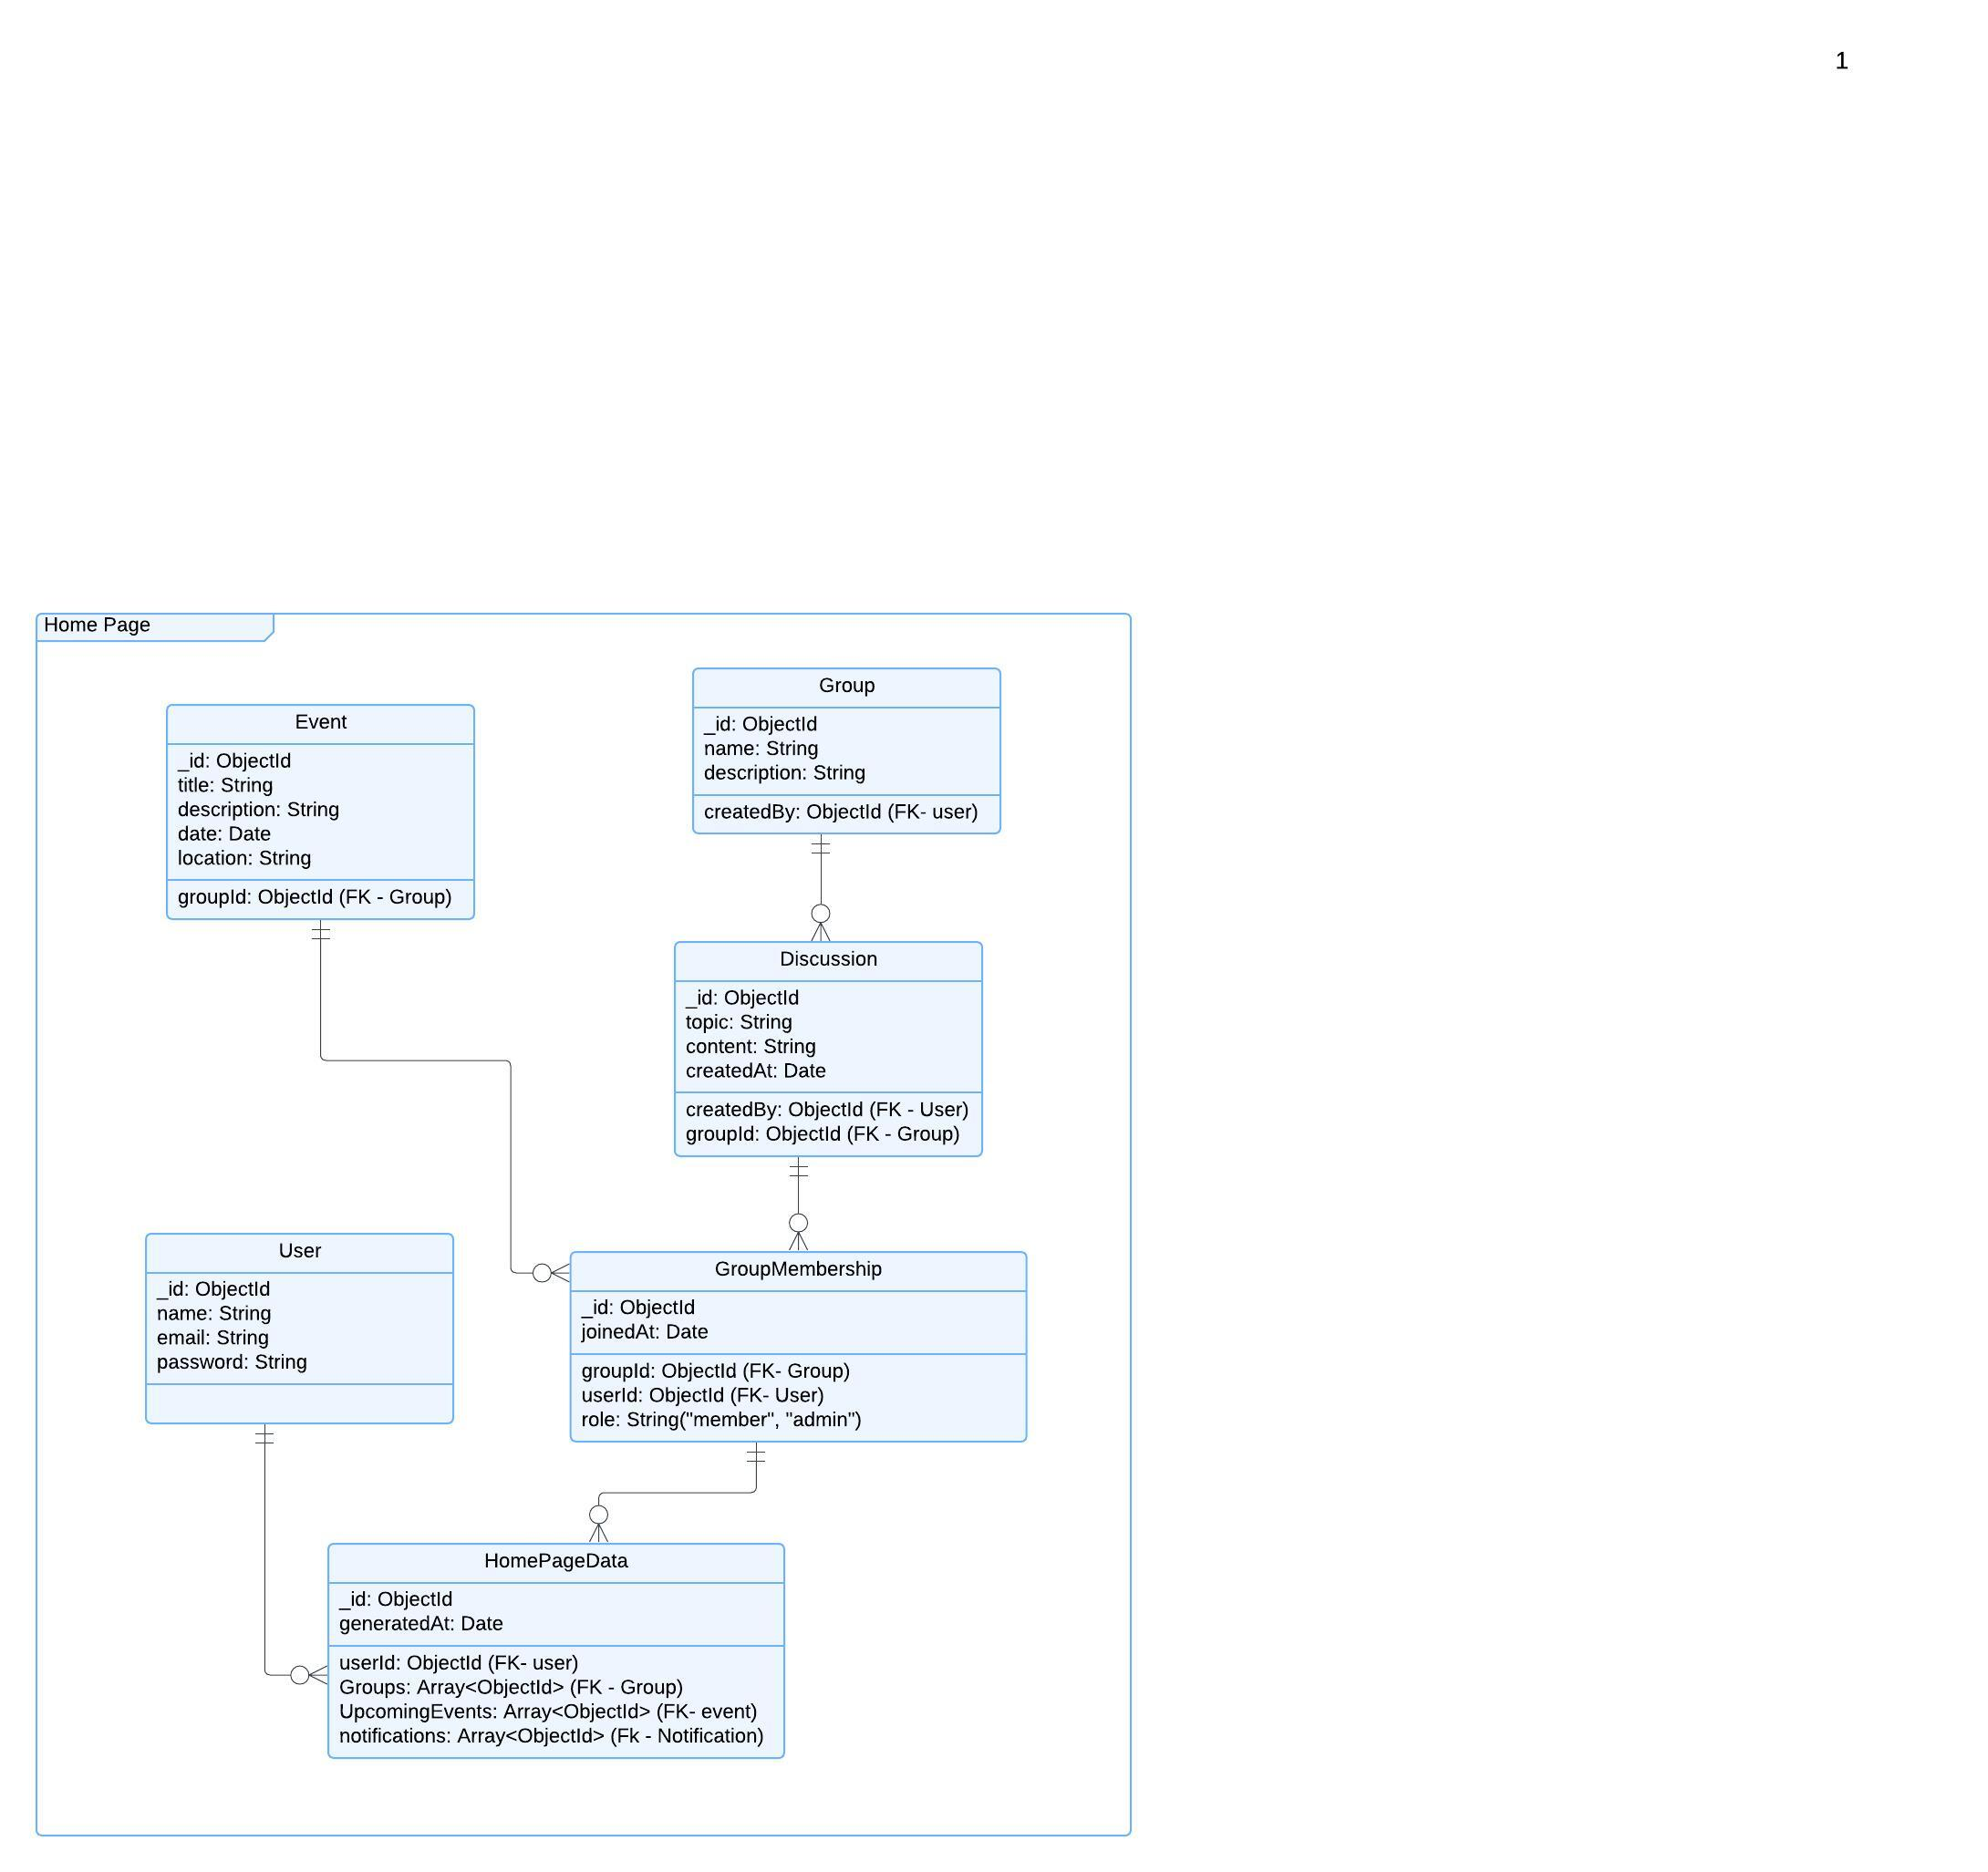 1
Home Page
Event
_id: ObjectId
title: String
description: String
date: Date
location: String
groupId: ObjectId (FK - Group)
Group
_id: ObjectId
name: String
description: String
createdBy: ObjectId (FK- user)
Discussion
_id: ObjectId
topic: String
content: String
createdAt: Date
createdBy: ObjectId (FK - User)
groupId: ObjectId (FK - Group)
User
_id: ObjectId
name: String
email: String
password: String
GroupMembership
_id: ObjectId
joinedAt: Date
groupId: ObjectId (FK- Group)
userId: ObjectId (FK- User)
role: String("member", "admin")
HomePageData
_id: ObjectId
generatedAt: Date
userId: ObjectId (FK- user)
Groups: Array<ObjectId> (FK - Group)
UpcomingEvents: Array<ObjectId> (FK- event)
notifications: Array<ObjectId> (Fk - Notification)